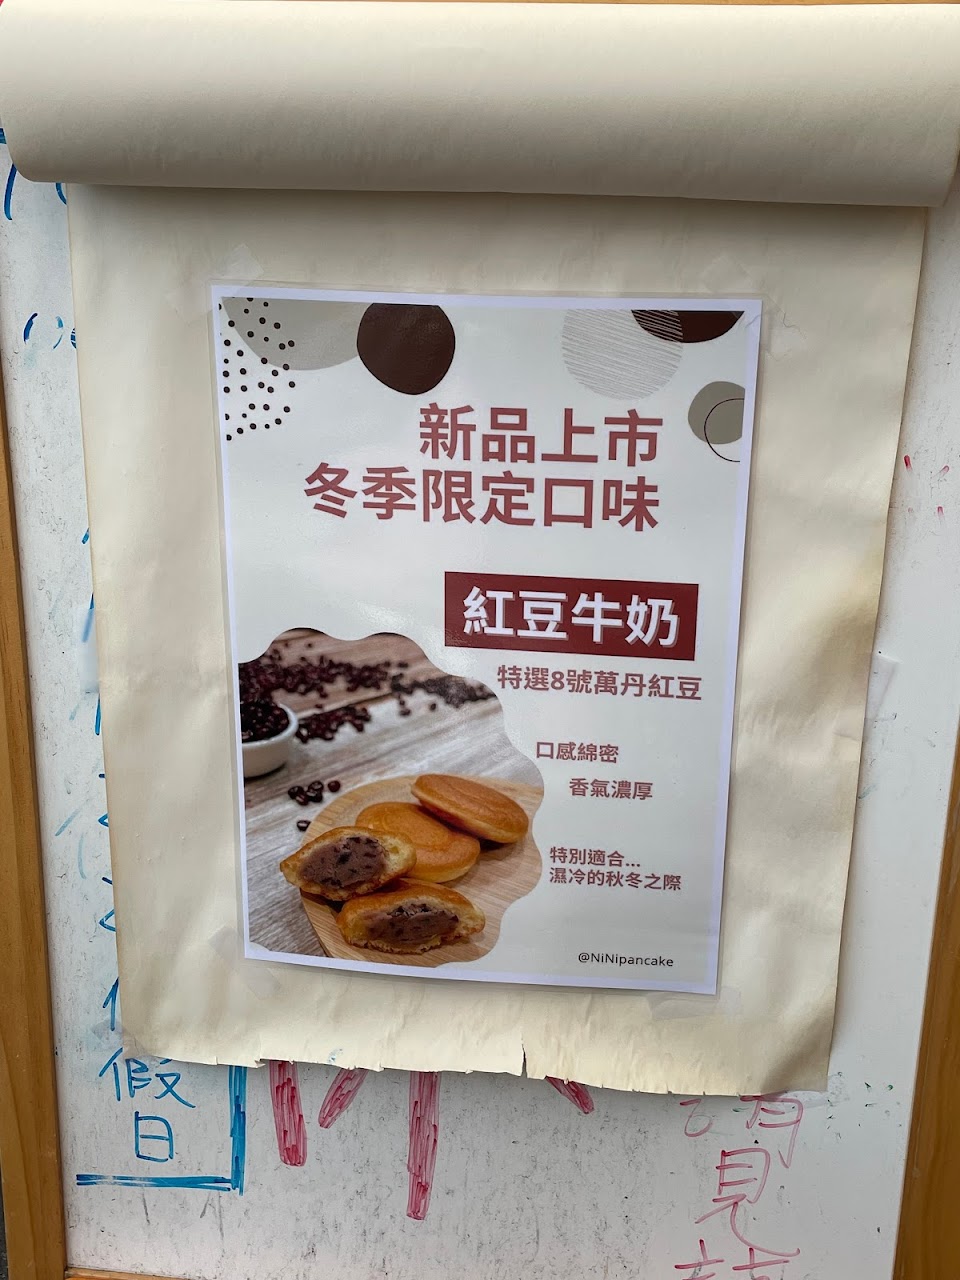 新品上市
冬季限定口味
紅豆牛奶
特選8號萬丹紅豆
口感綿密
香氣濃厚
特別適合...
濕冷的秋冬之際
@NiNipancake
假
日
請
見